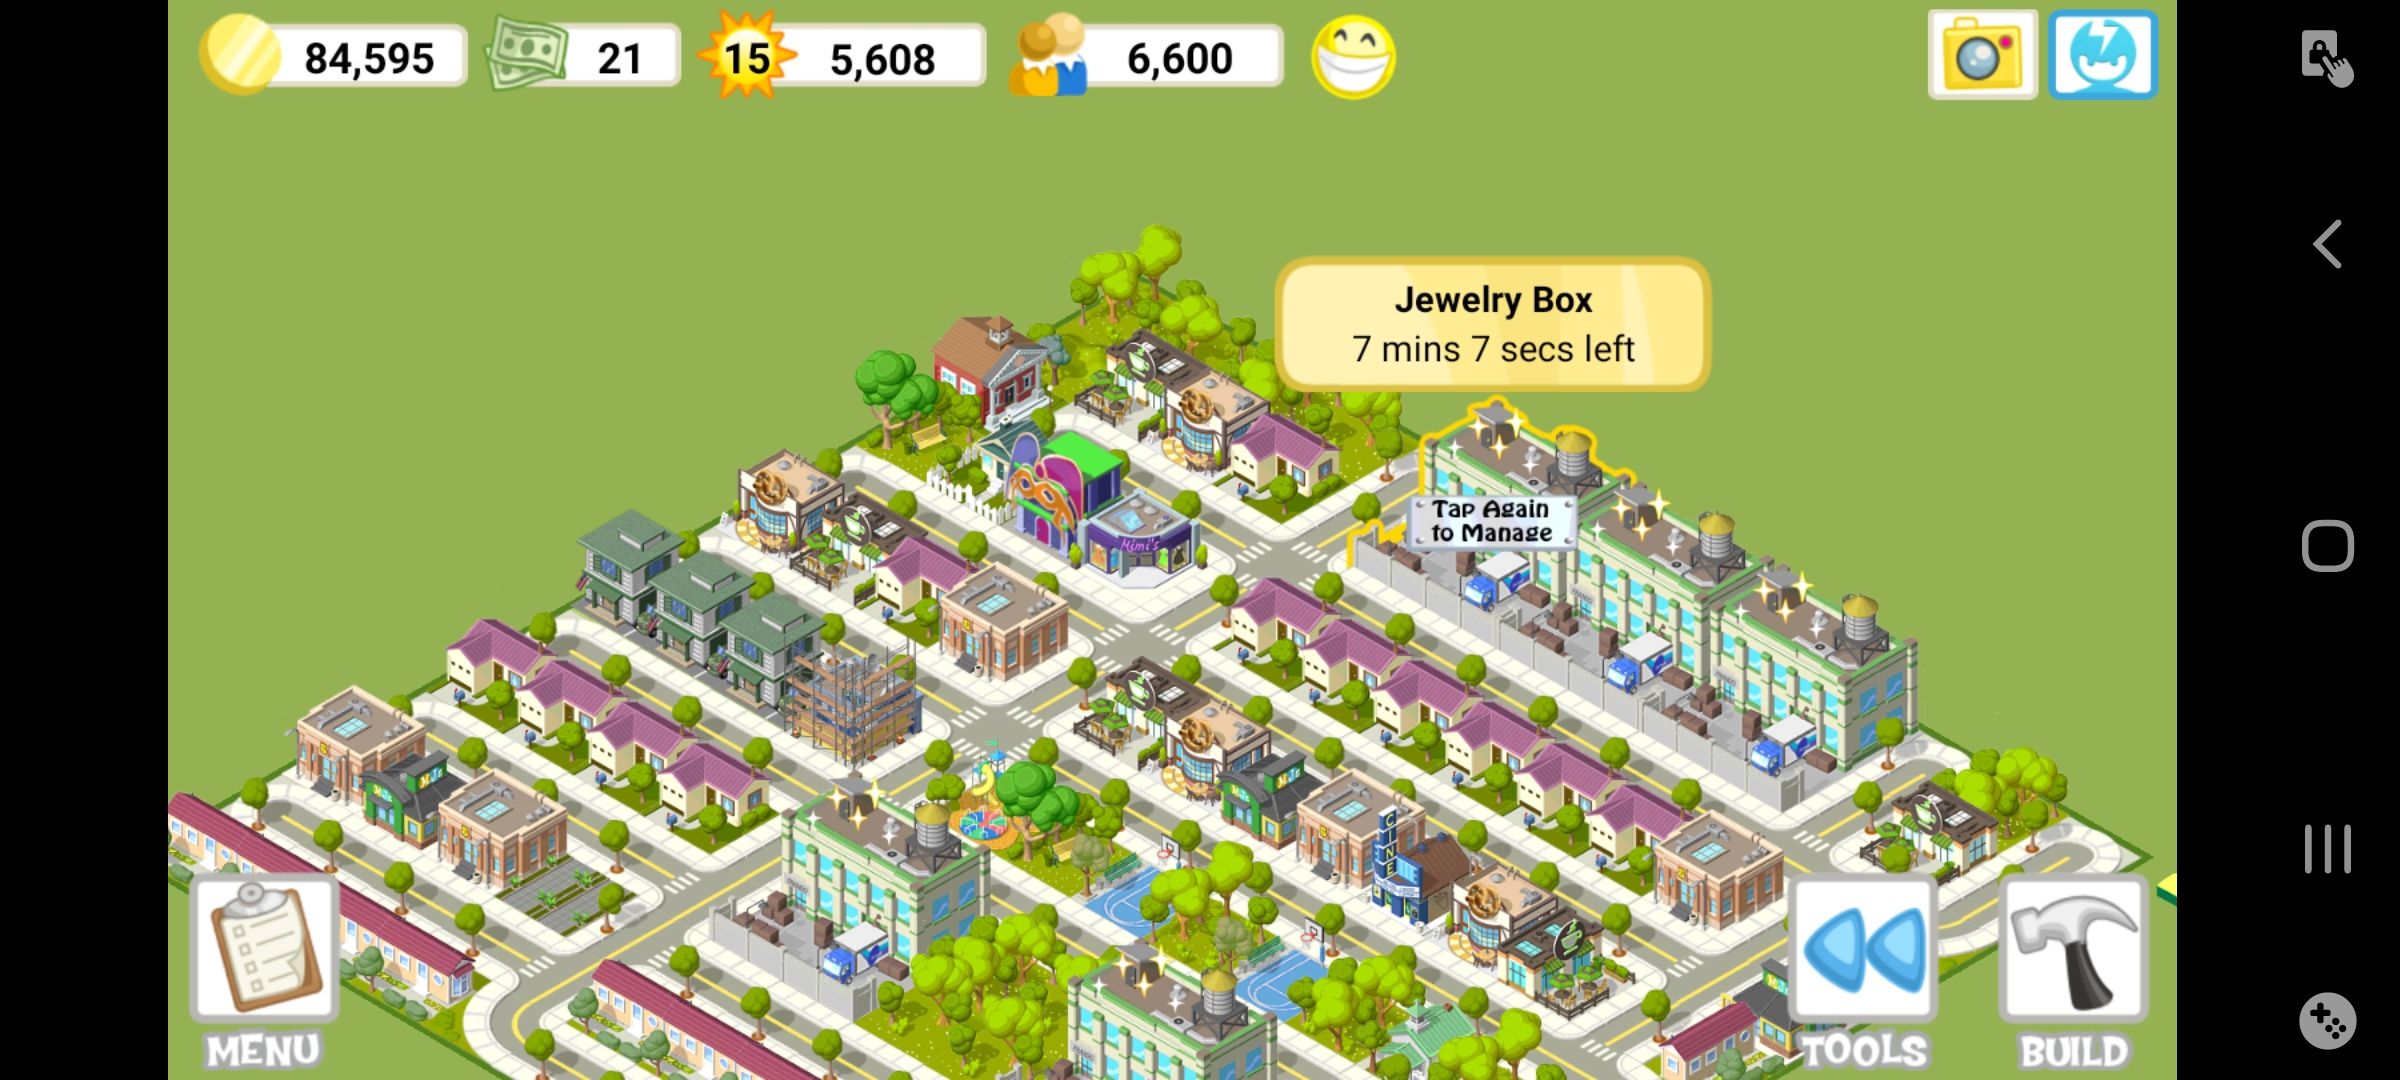 84,595
21
15
5,608
6,600
Jewelry Box
7 mins 7 secs left
Tap Again
to Manage
Mimi's
M.J's
M.J's
CINE
MENU
TOOLS
BUILD